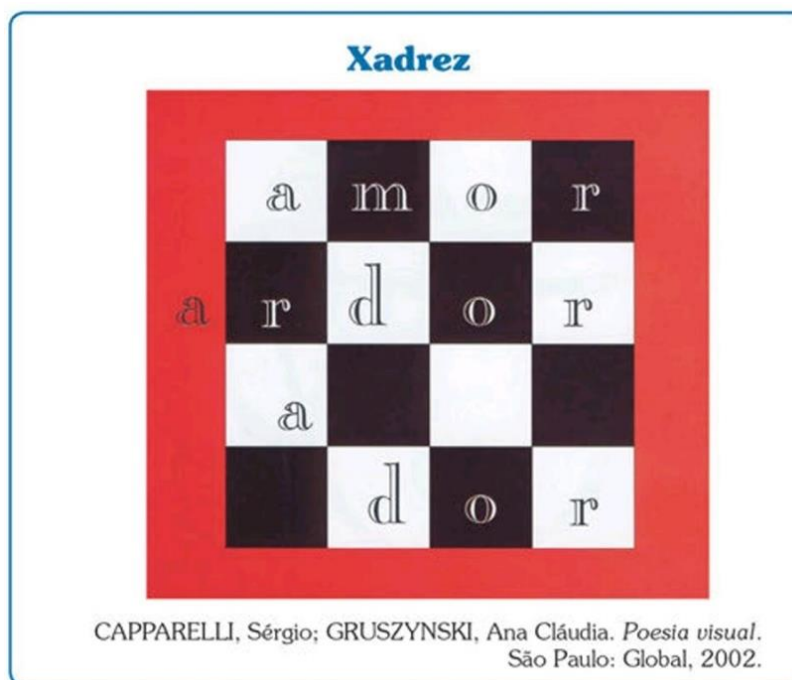 Xadrez
a m o r
a r d o r
a
d o r
CAPPARELLI, Sérgio; GRUSZYNSKI, Ana Cláudia. Poesia visual.
São Paulo: Global, 2002.